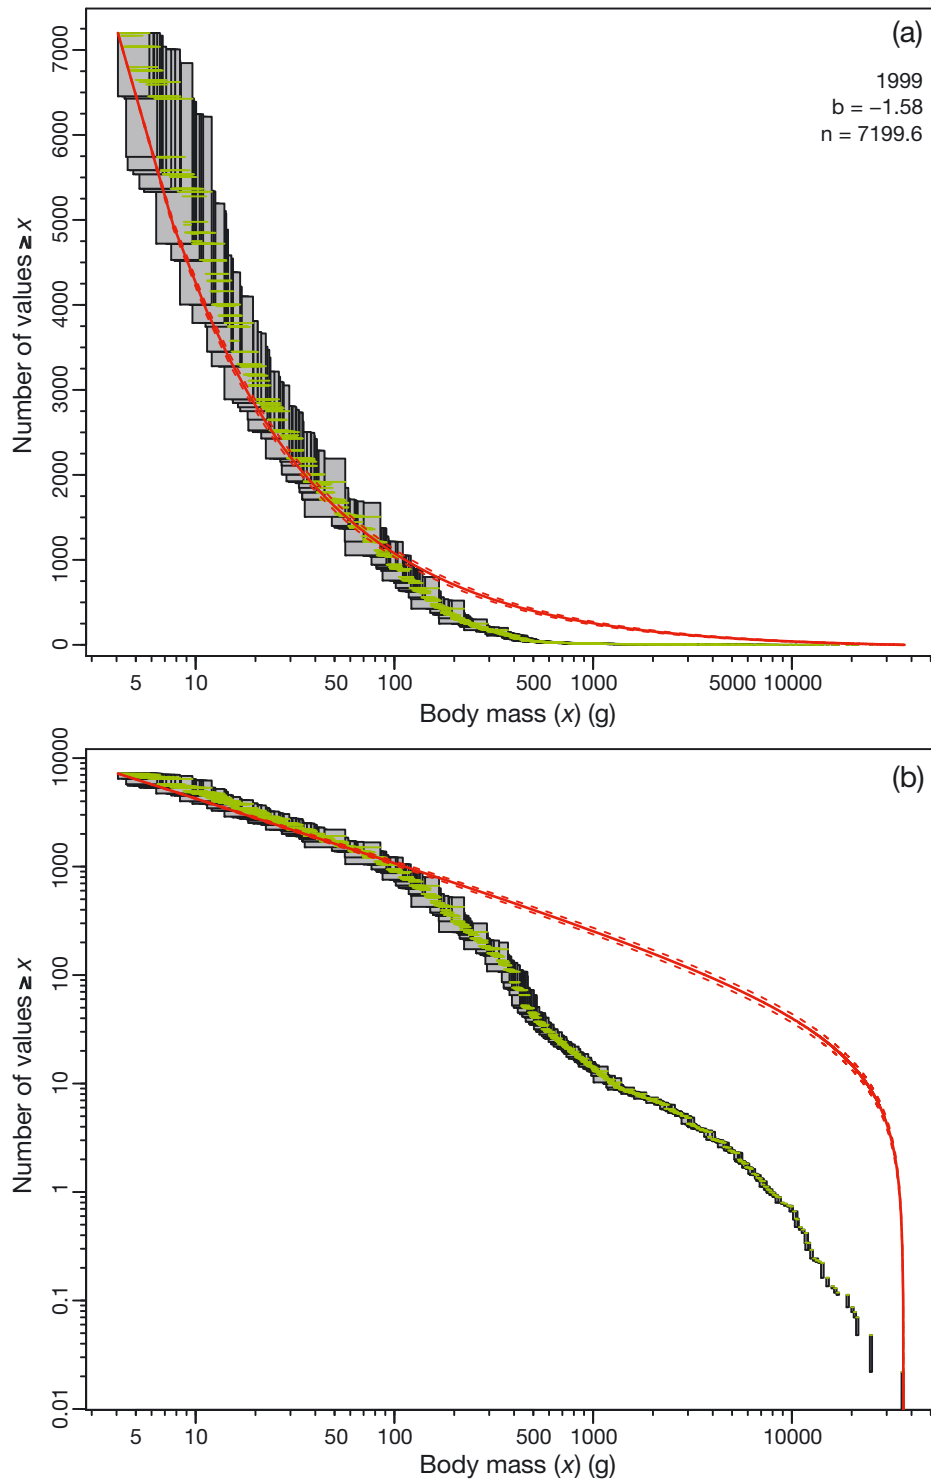 (a)
1999
b = −1.58
n = 7199.6
Number of values ≥ x
7000
6000
5000
4000
3000
2000
1000
0
5 10 50 100 500 1000 5000 10000
Body mass (x) (g)
(b)
Number of values ≥ x
10000
1000
100
10
1
0.1
0.01
5 10 50 100 500 1000 10000
Body mass (x) (g)